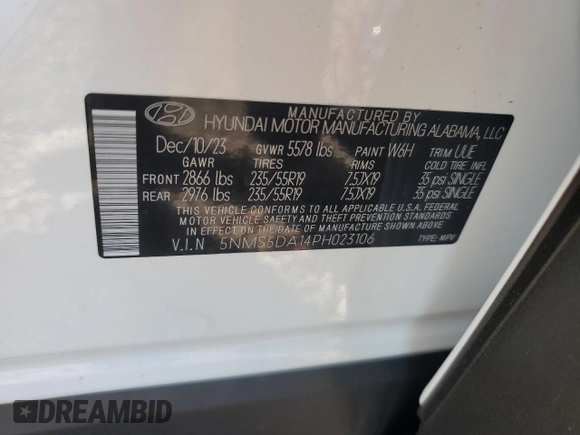 MANUFACTURED BY
HYUNDAI MOTOR MANUFACTURING ALABAMA, LLC
Dec/10/23 GVWR 5578 lbs PAINT W6H TRIM UUE
GAWR TIRES RIMS COLD TIRE INFL
FRONT 2866 lbs 235/55R19 7.5JX19 35 psi SINGLE
REAR 2976 lbs 235/55R19 7.5JX19 35 psi SINGLE
THIS VEHICLE CONFORMS TO ALL APPLICABLE U.S.A. FEDERAL
MOTOR VEHICLE SAFETY AND THEFT PREVENTION STANDARDS
IN EFFECT ON THE DATE OF MANUFACTURE SHOWN ABOVE.
V.I.N 5NMS5DA14PH023106 TYPE: MPV
DREAMBID